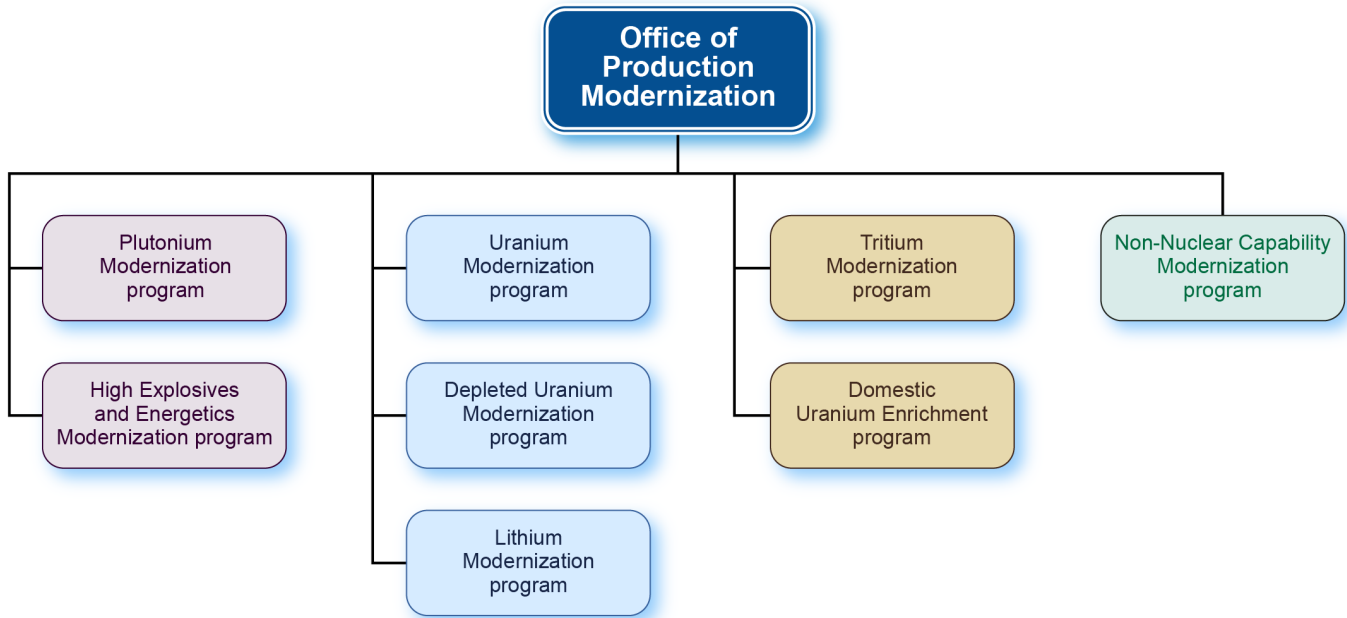 Office of
Production
Modernization
Plutonium
Modernization
program
High Explosives
and Energetics
Modernization program
Uranium
Modernization
program
Depleted Uranium
Modernization
program
Lithium
Modernization
program
Tritium
Modernization
program
Domestic
Uranium Enrichment
program
Non-Nuclear Capability
Modernization
program